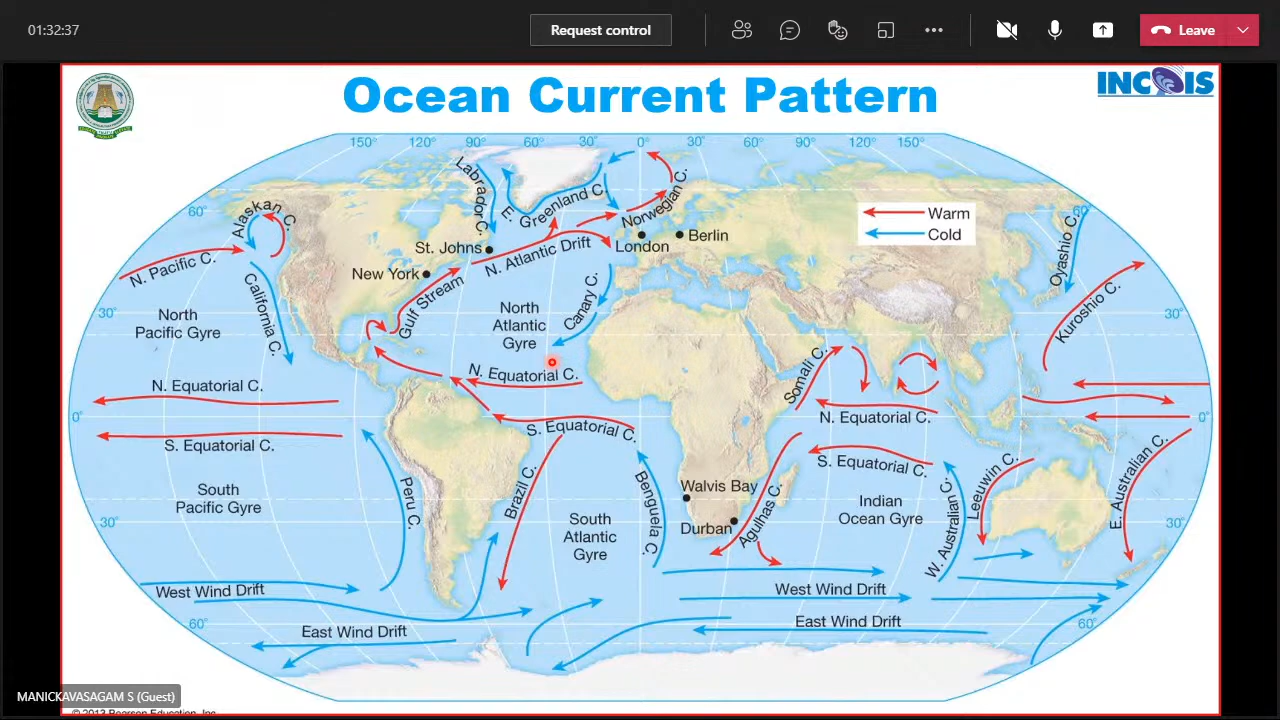 01:32:37
Request control
Leave
Ocean Current Pattern
INCOIS
150° 120° 90° 60° 30° 0° 30° 60° 90° 120° 150°
60°
60°
Alaskan C.
Labrador C.
E. Greenland C.
Norwegian C.
Warm
Cold
St. Johns
London
Berlin
N. Pacific C.
N. Atlantic Drift
New York
Oyashio C.
California C.
Gulf Stream
Canary C.
Kuroshio C.
30°
30°
North
Pacific Gyre
North
Atlantic
Gyre
N. Equatorial C.
N. Equatorial C.
Somali C.
N. Equatorial C.
0°
0°
S. Equatorial C.
S. Equatorial C.
S. Equatorial C.
South
Pacific Gyre
Peru C.
Brazil C.
South
Atlantic
Gyre
Benguela C.
Walvis Bay
Durban
Agulhas C.
Indian
Ocean Gyre
W. Australian C.
Leeuwin C.
E. Australian C.
30°
30°
West Wind Drift
West Wind Drift
60°
60°
East Wind Drift
East Wind Drift
MANICKAVASAGAM S (Guest)
© 2013 Pearson Education, Inc.